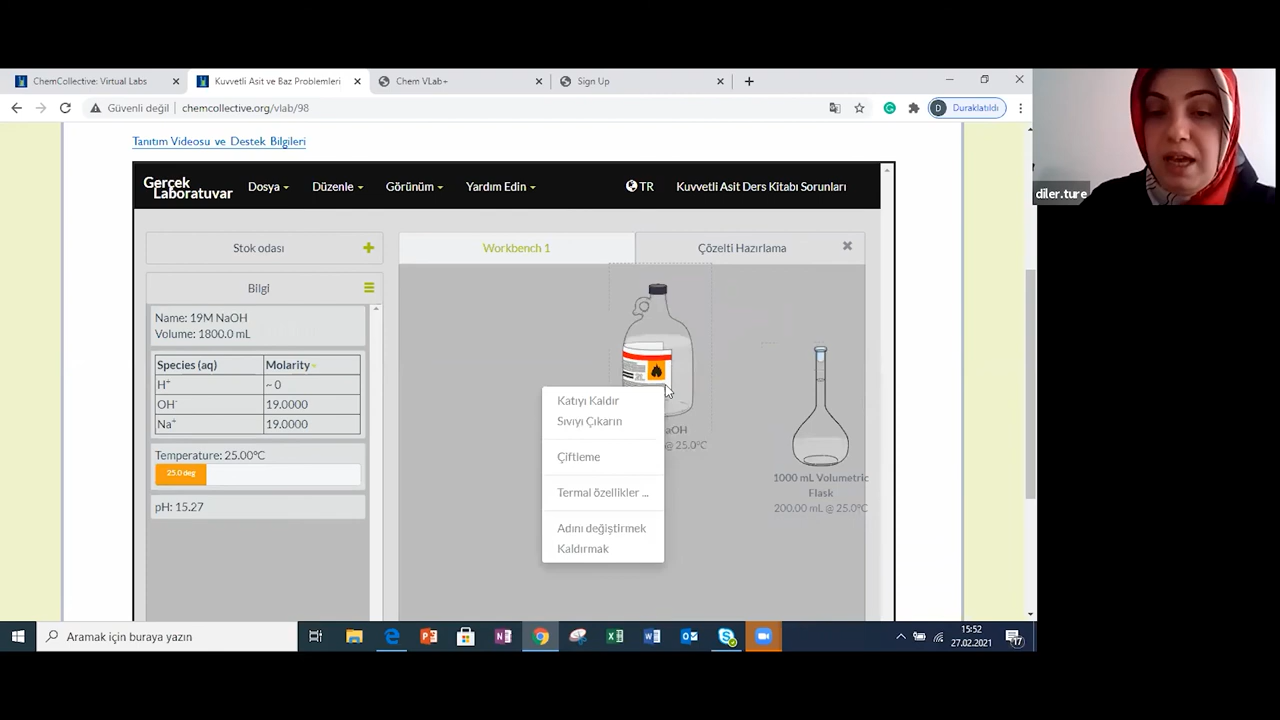 ChemCollective: Virtual Labs
Kuvvetli Asit ve Baz Problemleri
Chem VLab+
Sign Up
Güvenli değil
chemcollective.org/vlab/98
D
Duraklatıldı
diler.ture
Tanıtım Videosu ve Destek Bilgileri
Gerçek Laboratuvar
Dosya
Düzenle
Görünüm
Yardım Edin
TR
Kuvvetli Asit Ders Kitabı Sorunları
Stok odası
Workbench 1
Çözelti Hazırlama
Bilgi
Name: 19M NaOH
Volume: 1800.0 mL
Species (aq) Molarity
H+ ~ 0
OH- 19.0000
Na+ 19.0000
Temperature: 25.00°C
25.0 deg
pH: 15.27
Katıyı Kaldır
Sıvıyı Çıkarın
Çiftleme
Termal özellikler ...
Adını değiştirmek
Kaldırmak
aOH
@ 25.0°C
1000 mL Volumetric
Flask
200.00 mL @ 25.0°C
Aramak için buraya yazın
15:52
27.02.2021
17